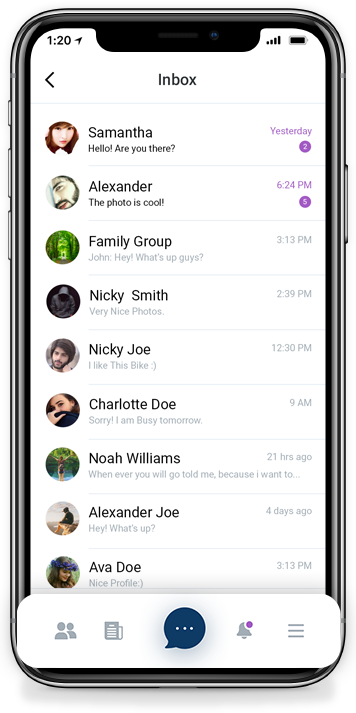 1:20
Inbox
Samantha Yesterday
Hello! Are you there? 2
Alexander 6:24 PM
The photo is cool! 5
Family Group 3:13 PM
John: Hey! What's up guys?
Nicky Smith 2:39 PM
Very Nice Photos.
Nicky Joe 12:30 PM
I like This Bike :)
Charlotte Doe 9 AM
Sorry! I am Busy tomorrow.
Noah Williams 21 hrs ago
When ever you will go told me, because i want to...
Alexander Joe 4 days ago
Hey! What's up?
Ava Doe 3:13 PM
Nice Profile:)